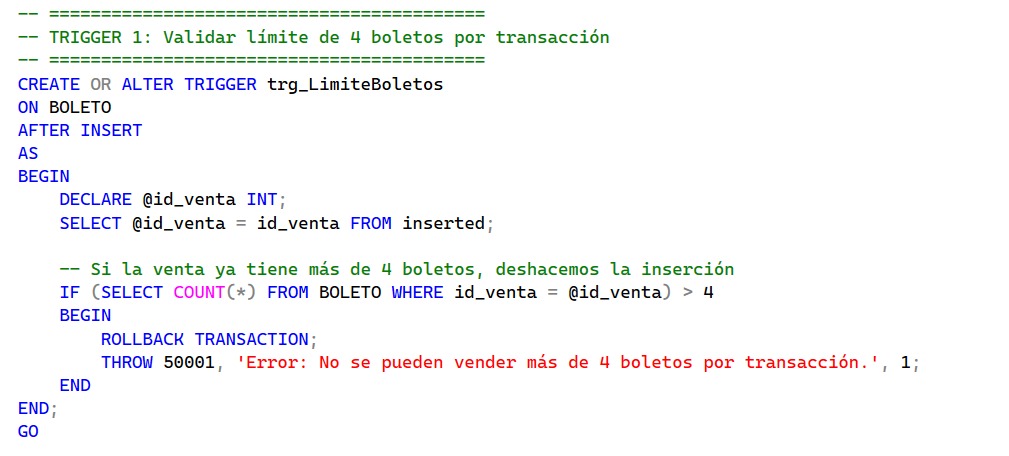 -- ==========================================
-- TRIGGER 1: Validar límite de 4 boletos por transacción
-- ==========================================
CREATE OR ALTER TRIGGER trg_LimiteBoletos
ON BOLETO
AFTER INSERT
AS
BEGIN
    DECLARE @id_venta INT;
    SELECT @id_venta = id_venta FROM inserted;

    -- Si la venta ya tiene más de 4 boletos, deshacemos la inserción
    IF (SELECT COUNT(*) FROM BOLETO WHERE id_venta = @id_venta) > 4
    BEGIN
        ROLLBACK TRANSACTION;
        THROW 50001, 'Error: No se pueden vender más de 4 boletos por transacción.', 1;
    END
END;
GO